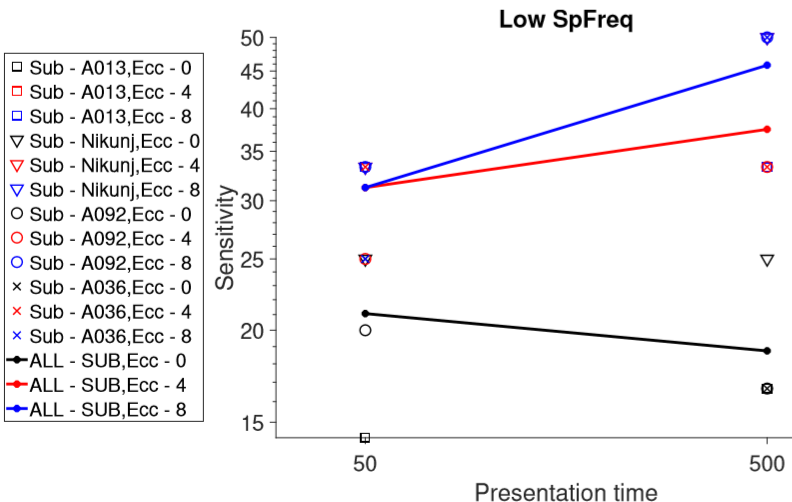 Low SpFreq
Sub - A013,Ecc - 0
Sub - A013,Ecc - 4
Sub - A013,Ecc - 8
Sub - Nikunj,Ecc - 0
Sub - Nikunj,Ecc - 4
Sub - Nikunj,Ecc - 8
Sub - A092,Ecc - 0
Sub - A092,Ecc - 4
Sub - A092,Ecc - 8
Sub - A036,Ecc - 0
Sub - A036,Ecc - 4
Sub - A036,Ecc - 8
ALL - SUB,Ecc - 0
ALL - SUB,Ecc - 4
ALL - SUB,Ecc - 8
Sensitivity
50
45
40
35
30
25
20
15
50 500
Presentation time